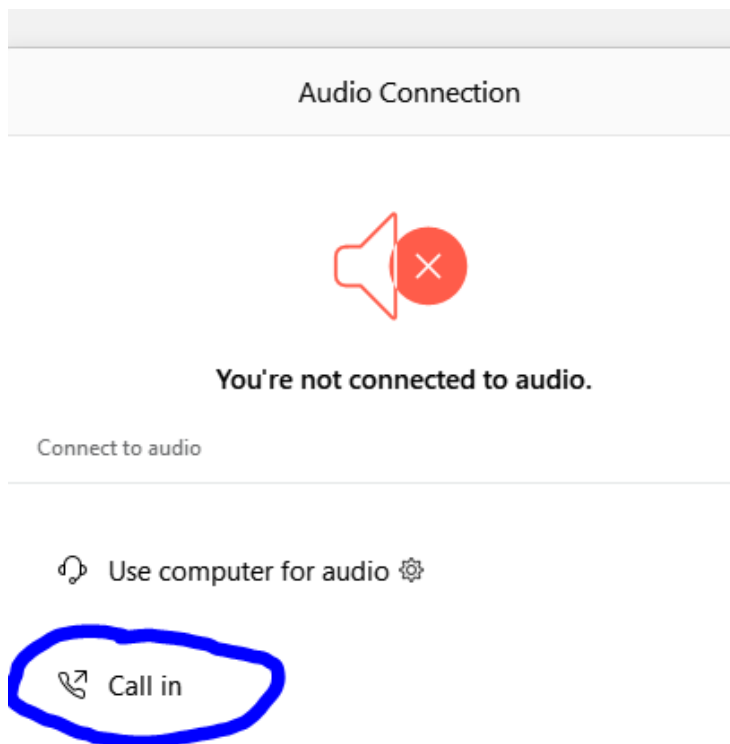 Audio Connection
You're not connected to audio.
Connect to audio
Use computer for audio
Call in